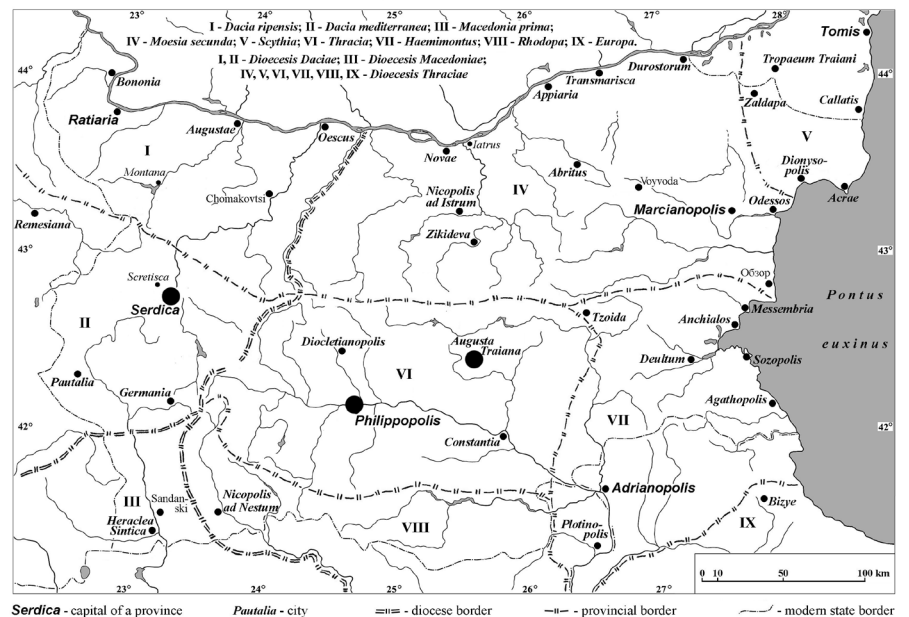 I - Dacia ripensis; II - Dacia mediterranea; III - Macedonia prima;
IV - Moesia secunda; V - Scythia; VI - Thracia; VII - Haemimontus; VIII - Rhodopa; IX - Europa.
I, II - Dioecesis Daciae; III - Dioecesis Macedoniae;
IV, V, VI, VII, VIII, IX - Dioecesis Thraciae
23°
24°
25°
26°
27°
28°
Tomis
44°
44°
Bononia
Durostorum
Tropaeum Traiani
Transmarisca
Appiaria
Zaldapa
Callatis
Ratiaria
Augustae
Oescus
Iatrus
Novae
V
I
Montana
Abritus
Dionyso-
polis
Chomakovtsi
Nicopolis
ad Istrum
IV
Voyvoda
Acrae
Remesiana
Marcianopolis
Odessos
43°
Zikideva
43°
Scretisca
Обзор
Serdica
Pontus
euxinus
Messembria
Tzoida
Anchialos
II
Diocletianopolis
Augusta
Traiana
Deultum
Sozopolis
Pautalia
VI
Germania
Agathopolis
Philippopolis
VII
42°
42°
Constantia
Adrianopolis
Bizye
III
Sandan-
ski
Nicopolis
ad Nestum
VIII
IX
Heraclea
Sintica
Plotino-
polis
0 10 50 100 km
23°
24°
25°
26°
27°
Serdica - capital of a province
Pautalia - city
- diocese border
- provincial border
- modern state border